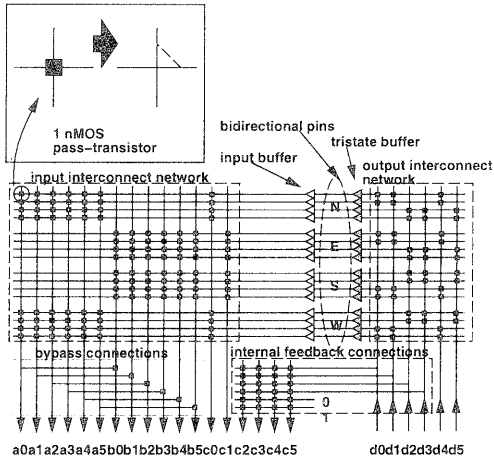 1 nMOS
pass-transistor
bidirectional pins
tristate buffer
input buffer
output interconnect
network
input interconnect network
N
E
S
W
bypass connections
internal feedback connections
0
1
a0a1a2a3a4a5b0b1b2b3b4b5c0c1c2c3c4c5
d0d1d2d3d4d5